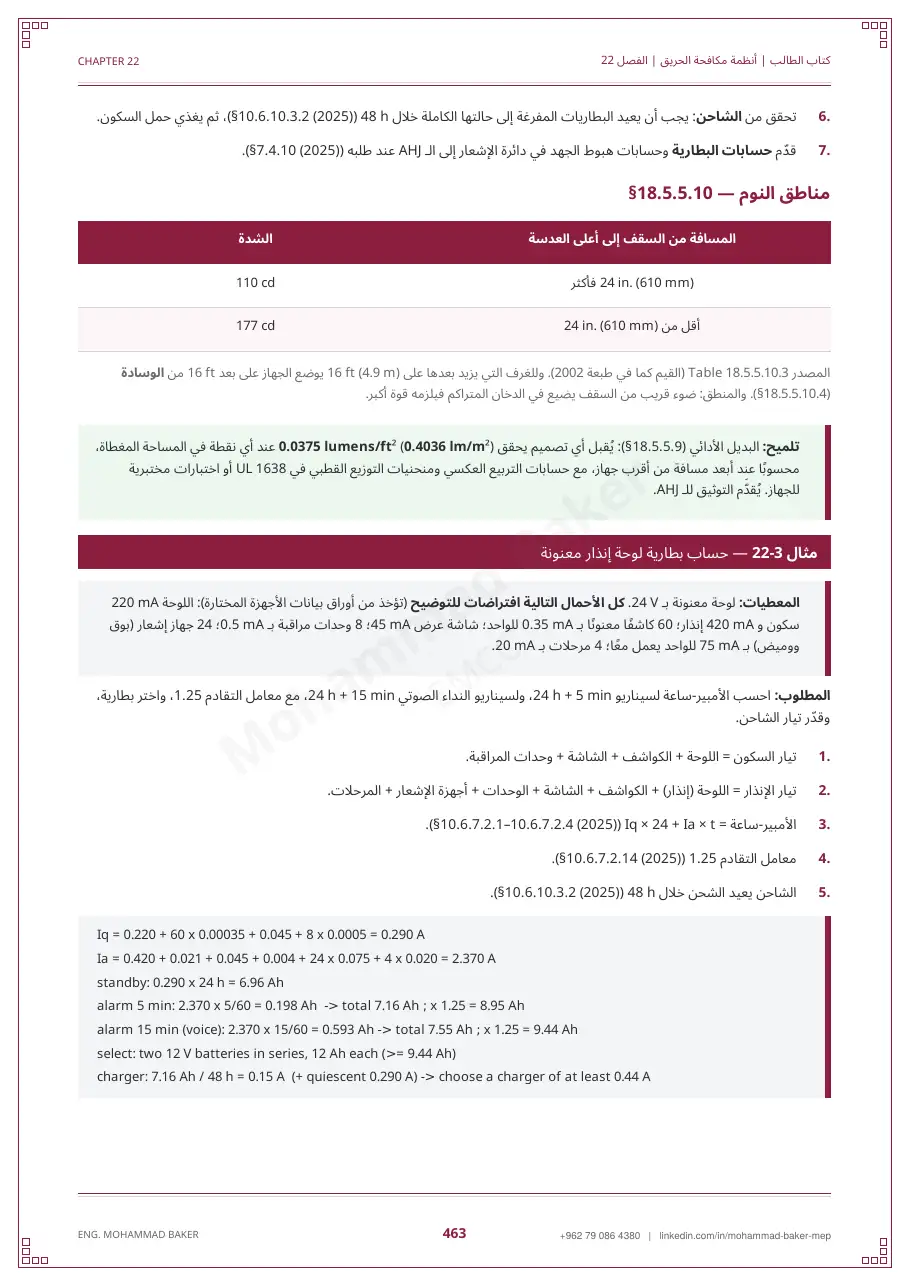 كتاب الطالب | أنظمة مكافحة الحريق | الفصل 22
CHAPTER 22
6. تحقق من الشاحن: يجب أن يعيد البطاريات المفرغة إلى حالتها الكاملة خلال 48 h (§10.6.10.3.2 (2025))، ثم يغذي حمل السكون.
7. قدّم حسابات البطارية وحسابات هبوط الجهد في دائرة الإشعار إلى الـ AHJ عند طلبه (§7.4.10 (2025)).
مناطق النوم — §18.5.5.10
المسافة من السقف إلى أعلى العدسة	الشدة
24 in. (610 mm) فأكثر	110 cd
أقل من 24 in. (610 mm)	177 cd
المصدر Table 18.5.5.10.3 (القيم كما في طبعة 2002). وللغرف التي يزيد بعدها على 16 ft (4.9 m) يوضع الجهاز على بعد 16 ft من الوسادة
(§18.5.5.10.4). والمنطق: ضوء قريب من السقف يضيع في الدخان المتراكم فيلزمه قوة أكبر.
تلميح: البديل الأدائي (§18.5.5.9): يُقبل أي تصميم يحقق 0.0375 lumens/ft² (0.4036 lm/m²) عند أي نقطة في المساحة المغطاة،
محسوبًا عند أبعد مسافة من أقرب جهاز، مع حسابات التربيع العكسي ومنحنيات التوزيع القطبي في UL 1638 أو اختبارات مختبرية
للجهاز. يُقدَّم التوثيق للـ AHJ.
مثال 3-22 — حساب بطارية لوحة إنذار معنونة
المعطيات: لوحة معنونة بـ 24 V. كل الأحمال التالية افتراضات للتوضيح (تؤخذ من أوراق بيانات الأجهزة المختارة): اللوحة 220 mA
سكون و 420 mA إنذار؛ 60 كاشفًا معنونًا بـ 0.35 mA للواحد؛ شاشة عرض 45 mA؛ 8 وحدات مراقبة بـ 0.5 mA؛ 24 جهاز إشعار (بوق
ووميض) بـ 75 mA للواحد يعمل معًا؛ 4 مرحلات بـ 20 mA.
المطلوب: احسب الأمبير-ساعة لسيناريو 24 h + 5 min، ولسيناريو النداء الصوتي 24 h + 15 min، مع معامل التقادم 1.25، واختر بطارية،
وقدّر تيار الشاحن.
1. تيار السكون = اللوحة + الكواشف + الشاشة + وحدات المراقبة.
2. تيار الإنذار = اللوحة (إنذار) + الكواشف + الشاشة + الوحدات + أجهزة الإشعار + المرحلات.
3. الأمبير-ساعة = Iq × 24 + Ia × t (§10.6.7.2.1–10.6.7.2.4 (2025)).
4. معامل التقادم 1.25 (§10.6.7.2.14 (2025)).
5. الشاحن يعيد الشحن خلال 48 h (§10.6.10.3.2 (2025)).
Iq = 0.220 + 60 x 0.00035 + 0.045 + 8 x 0.0005 = 0.290 A
Ia = 0.420 + 0.021 + 0.045 + 0.004 + 24 x 0.075 + 4 x 0.020 = 2.370 A
standby: 0.290 x 24 h = 6.96 Ah
alarm 5 min: 2.370 x 5/60 = 0.198 Ah -> total 7.16 Ah ; x 1.25 = 8.95 Ah
alarm 15 min (voice): 2.370 x 15/60 = 0.593 Ah -> total 7.55 Ah ; x 1.25 = 9.44 Ah
select: two 12 V batteries in series, 12 Ah each (>= 9.44 Ah)
charger: 7.16 Ah / 48 h = 0.15 A (+ quiescent 0.290 A) -> choose a charger of at least 0.44 A
ENG. MOHAMMAD BAKER
463
+962 79 086 4380 | linkedin.com/in/mohammad-baker-mep